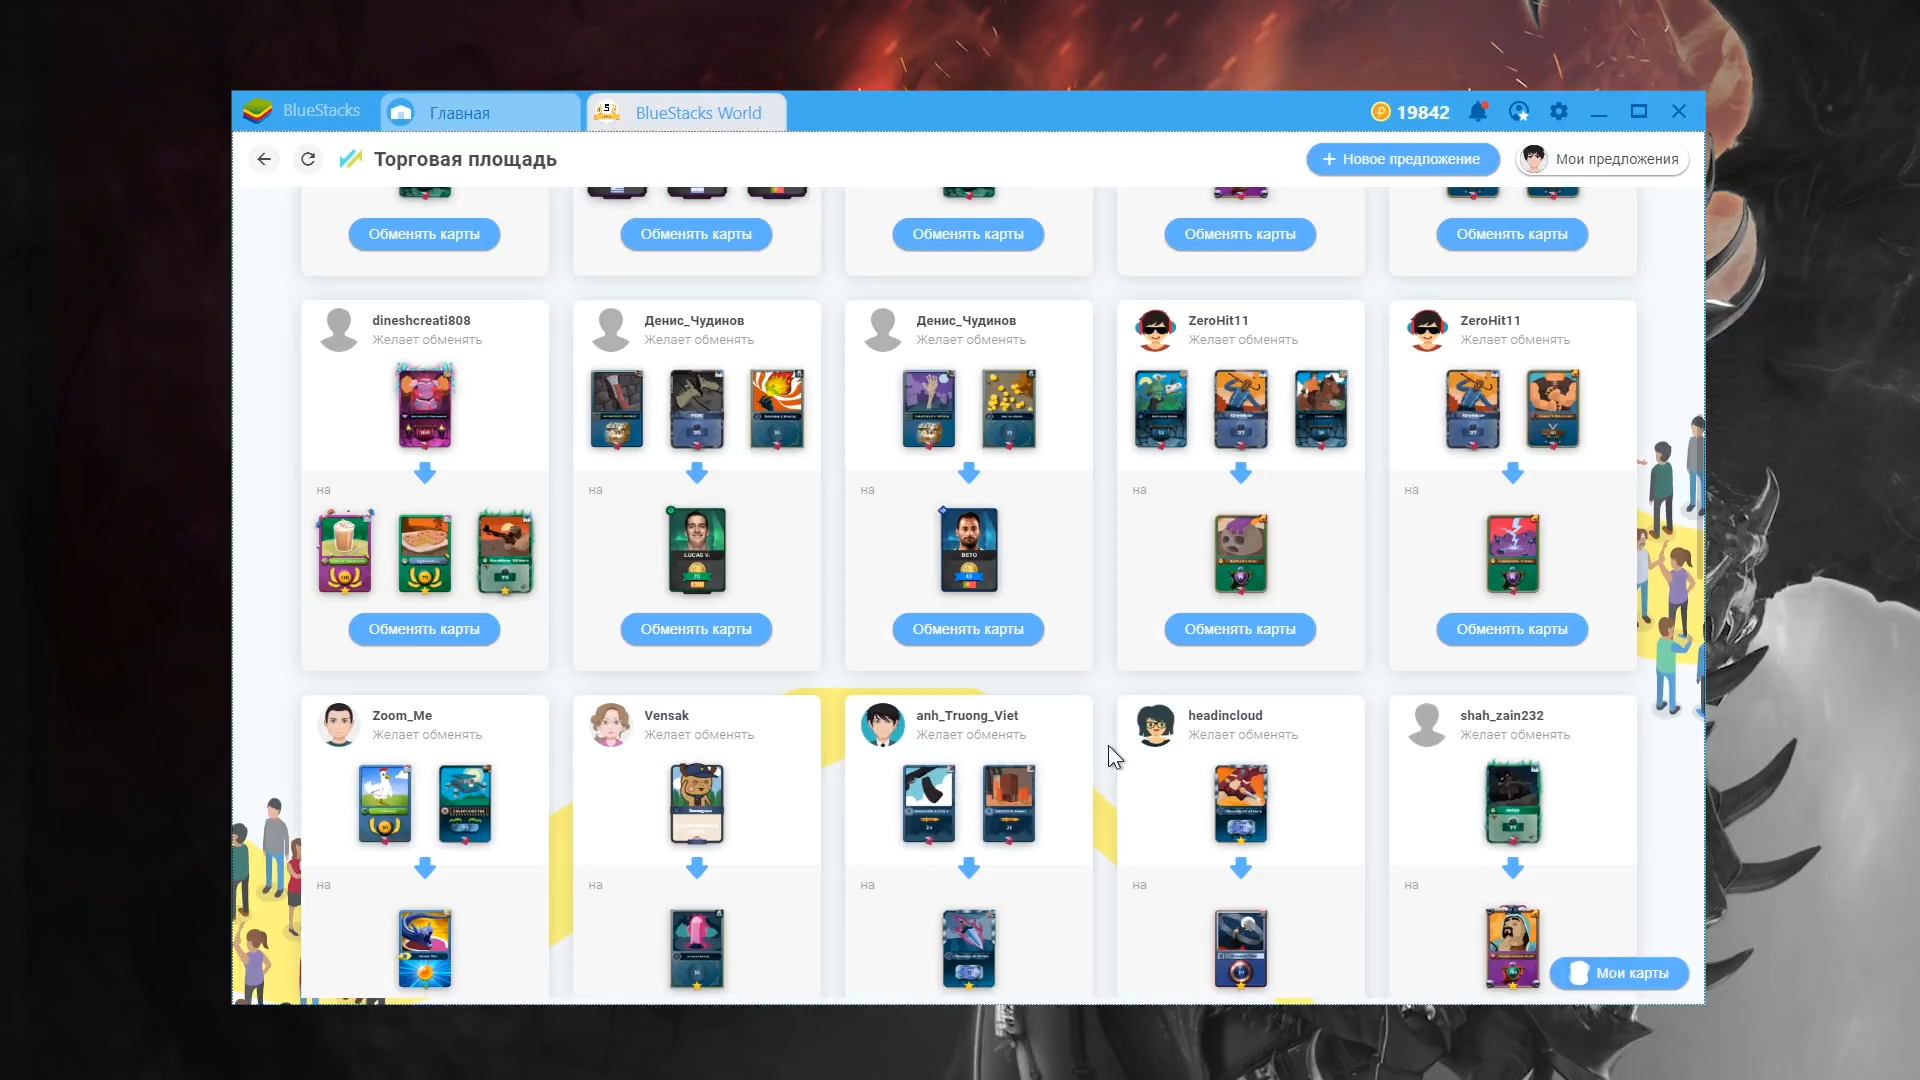 BlueStacks
Главная
BlueStacks World
19842
Торговая площадь
+ Новое предложение
Мои предложения
Обменять карты
Обменять карты
Обменять карты
Обменять карты
Обменять карты
dineshcreati808
Желает обменять
Денис_Чудинов
Желает обменять
Денис_Чудинов
Желает обменять
ZeroHit11
Желает обменять
ZeroHit11
Желает обменять
на
на
на
на
на
LUCAS V.
70
BETO
Обменять карты
Обменять карты
Обменять карты
Обменять карты
Обменять карты
Zoom_Me
Желает обменять
Vensak
Желает обменять
anh_Truong_Viet
Желает обменять
headincloud
Желает обменять
shah_zain232
Желает обменять
на
на
на
на
на
Мои карты